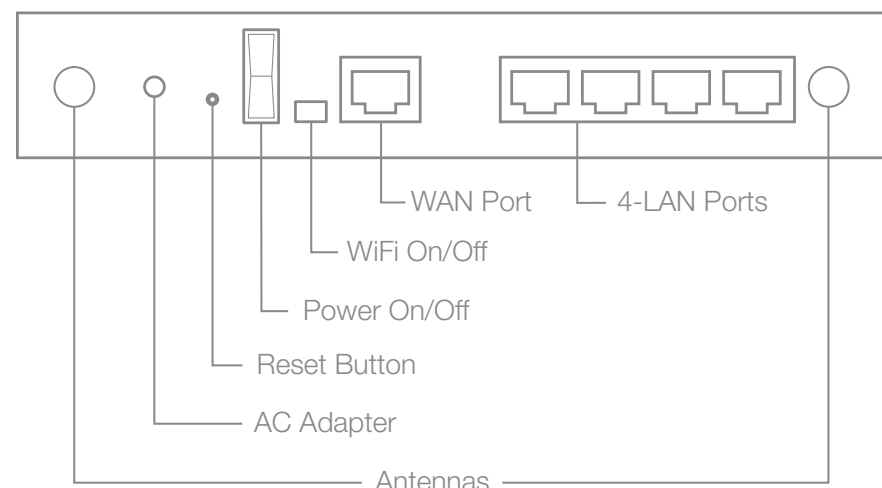 WAN Port
4-LAN Ports
WiFi On/Off
Power On/Off
Reset Button
AC Adapter
Antennas